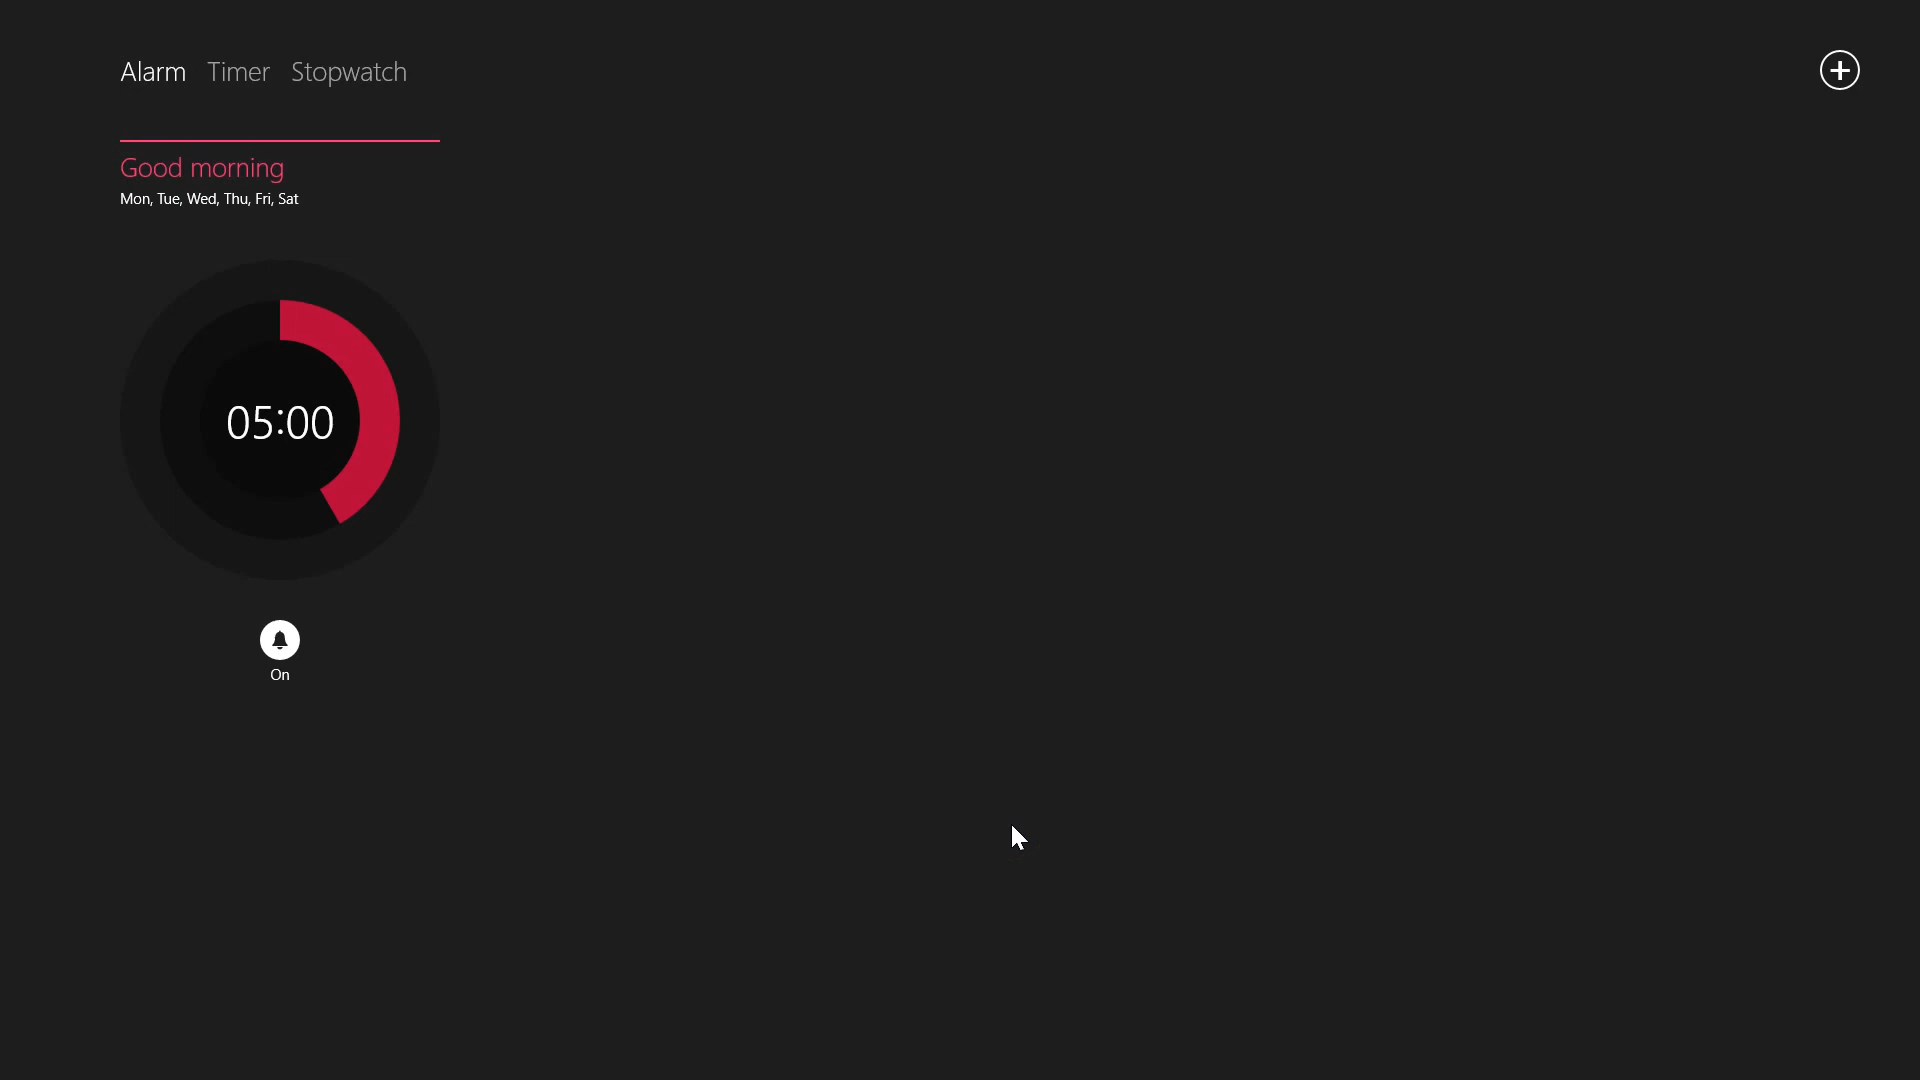 Alarm Timer Stopwatch
Good morning
Mon, Tue, Wed, Thu, Fri, Sat
05:00
On